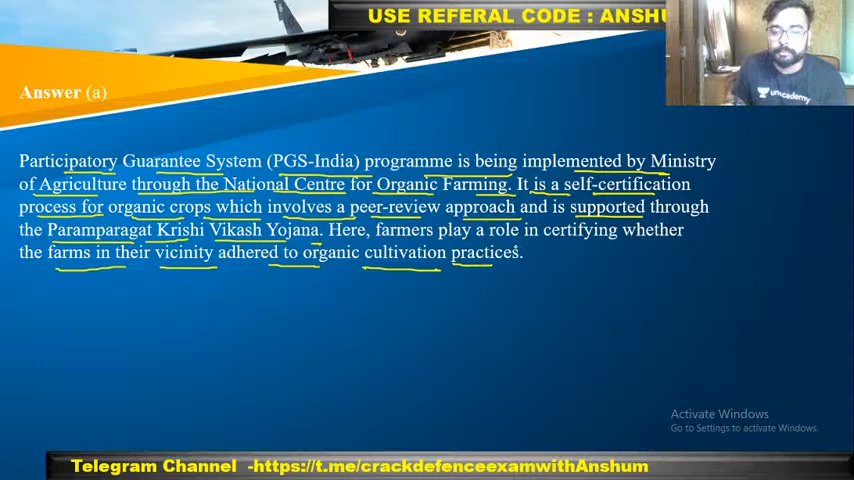 USE REFERAL CODE : ANSHU
unacademy
Answer (a)
Participatory Guarantee System (PGS-India) programme is being implemented by Ministry
of Agriculture through the National Centre for Organic Farming. It is a self-certification
process for organic crops which involves a peer-review approach and is supported through
the Paramparagat Krishi Vikash Yojana. Here, farmers play a role in certifying whether
the farms in their vicinity adhered to organic cultivation practices.
Activate Windows
Go to Settings to activate Windows.
Telegram Channel -https://t.me/crackdefenceexamwithAnshum